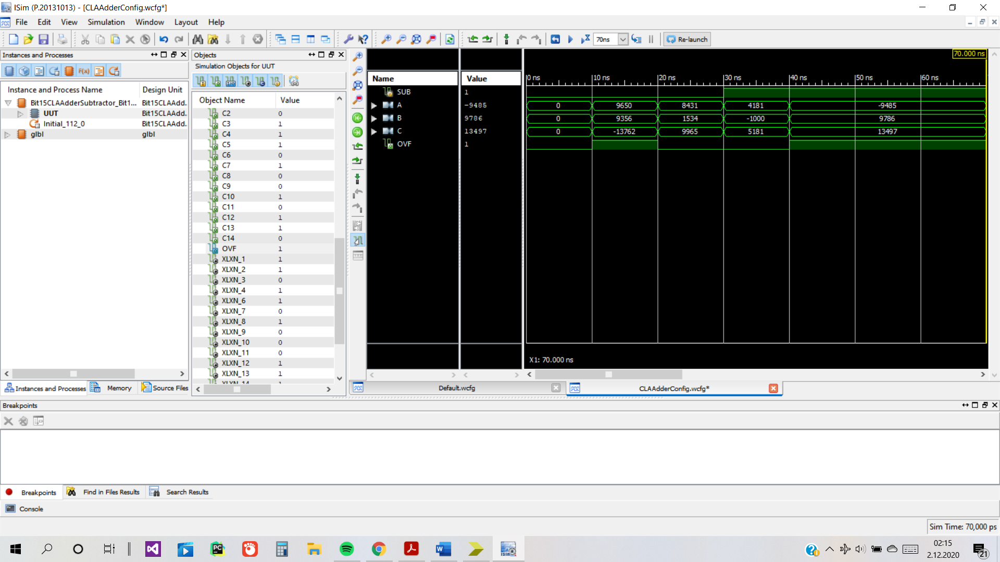 ISim (P.20131013) - [CLAAdderConfig.wcfg*]
File Edit View Simulation Window Layout Help
70ns
Re-launch
Instances and Processes
F(x)
Instance and Process Name Design Unit
Bit15CLAAdderSubtractor_Bit1... Bit15CLAAdd.
UUT Bit15CLAAdd.
Initial_112_0 Bit15CLAAdd.
glbl glbl
Instances and Processes Memory Source Files
Objects
Simulation Objects for UUT
Object Name Value
C2 0
C3 1
C4 1
C5 1
C6 0
C7 1
C8 0
C9 0
C10 1
C11 0
C12 1
C13 1
C14 0
OVF 1
XLXN_1 1
XLXN_2 1
XLXN_3 0
XLXN_4 1
XLXN_6 1
XLXN_7 0
XLXN_8 1
XLXN_9 0
XLXN_10 0
XLXN_11 0
XLXN_12 1
XLXN_13 1
XLXN_14 1
70.000 ns
Name Value
0 ns 10 ns 20 ns 30 ns 40 ns 50 ns 60 ns
SUB 1
A -9485 0 9650 8431 4181 -9485
B 9786 0 9356 1534 -1000 9786
C 13497 0 -13762 9965 5181 13497
OVF 1
X1: 70.000 ns
Default.wcfg CLAAdderConfig.wcfg*
Breakpoints
Breakpoints Find in Files Results Search Results
Console
Sim Time: 70,000 ps
PC
W
ISim
02:15
2.12.2020
21